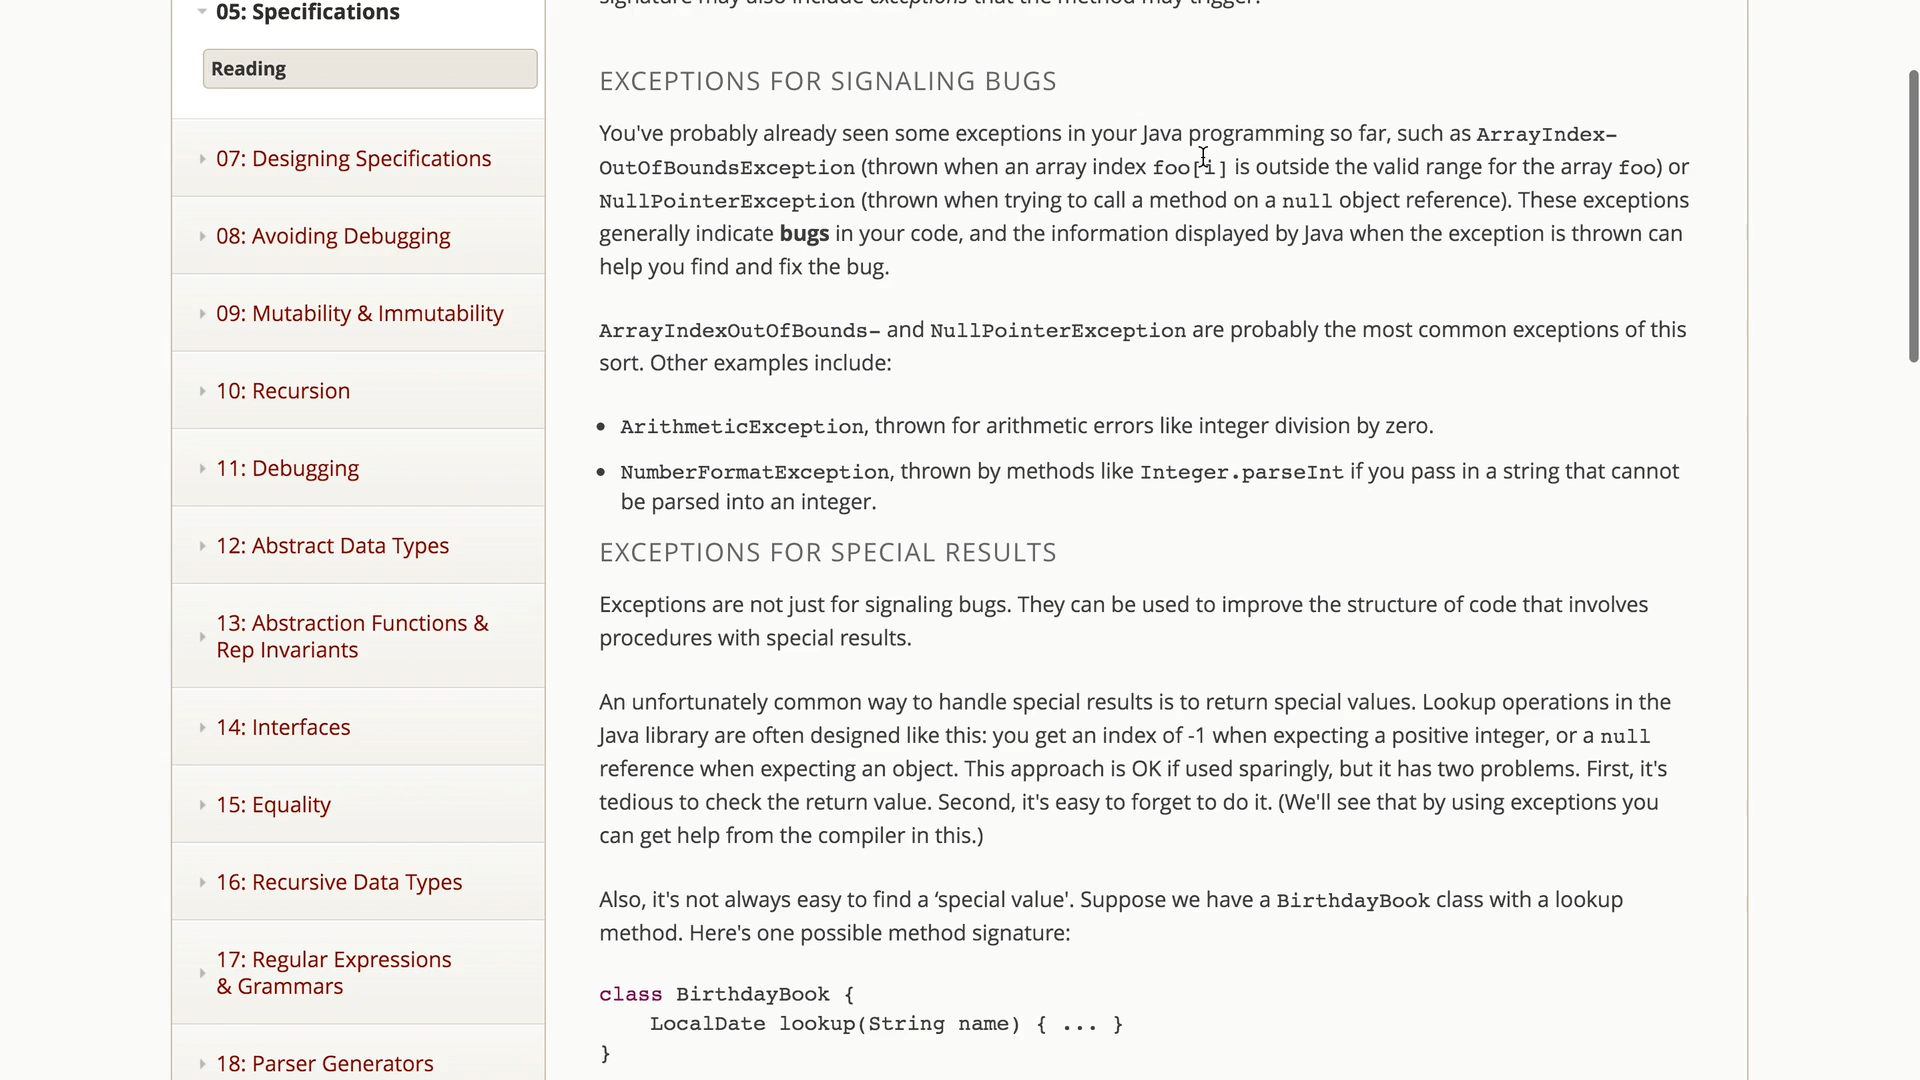 05: Specifications
Reading
07: Designing Specifications
08: Avoiding Debugging
09: Mutability & Immutability
10: Recursion
11: Debugging
12: Abstract Data Types
13: Abstraction Functions &
Rep Invariants
14: Interfaces
15: Equality
16: Recursive Data Types
17: Regular Expressions
& Grammars
18: Parser Generators
signature may also include exceptions that the method may trigger.
EXCEPTIONS FOR SIGNALING BUGS
You've probably already seen some exceptions in your Java programming so far, such as ArrayIndex-
OutOfBoundsException (thrown when an array index foo[i] is outside the valid range for the array foo) or
NullPointerException (thrown when trying to call a method on a null object reference). These exceptions
generally indicate bugs in your code, and the information displayed by Java when the exception is thrown can
help you find and fix the bug.
ArrayIndexOutOfBounds- and NullPointerException are probably the most common exceptions of this
sort. Other examples include:
• ArithmeticException, thrown for arithmetic errors like integer division by zero.
• NumberFormatException, thrown by methods like Integer.parseInt if you pass in a string that cannot
be parsed into an integer.
EXCEPTIONS FOR SPECIAL RESULTS
Exceptions are not just for signaling bugs. They can be used to improve the structure of code that involves
procedures with special results.
An unfortunately common way to handle special results is to return special values. Lookup operations in the
Java library are often designed like this: you get an index of -1 when expecting a positive integer, or a null
reference when expecting an object. This approach is OK if used sparingly, but it has two problems. First, it's
tedious to check the return value. Second, it's easy to forget to do it. (We'll see that by using exceptions you
can get help from the compiler in this.)
Also, it's not always easy to find a ‘special value'. Suppose we have a BirthdayBook class with a lookup
method. Here's one possible method signature:
class BirthdayBook {
    LocalDate lookup(String name) { ... }
}